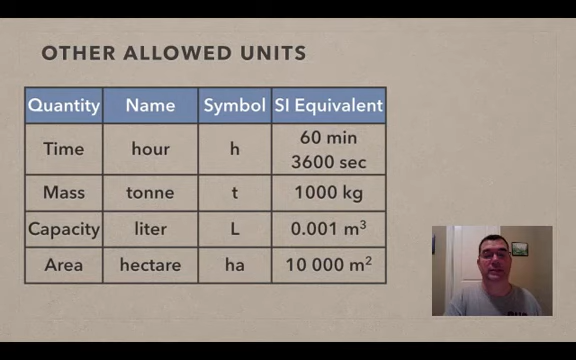 OTHER ALLOWED UNITS
Quantity Name Symbol SI Equivalent
Time hour h 60 min
3600 sec
Mass tonne t 1000 kg
Capacity liter L 0.001 m³
Area hectare ha 10 000 m²